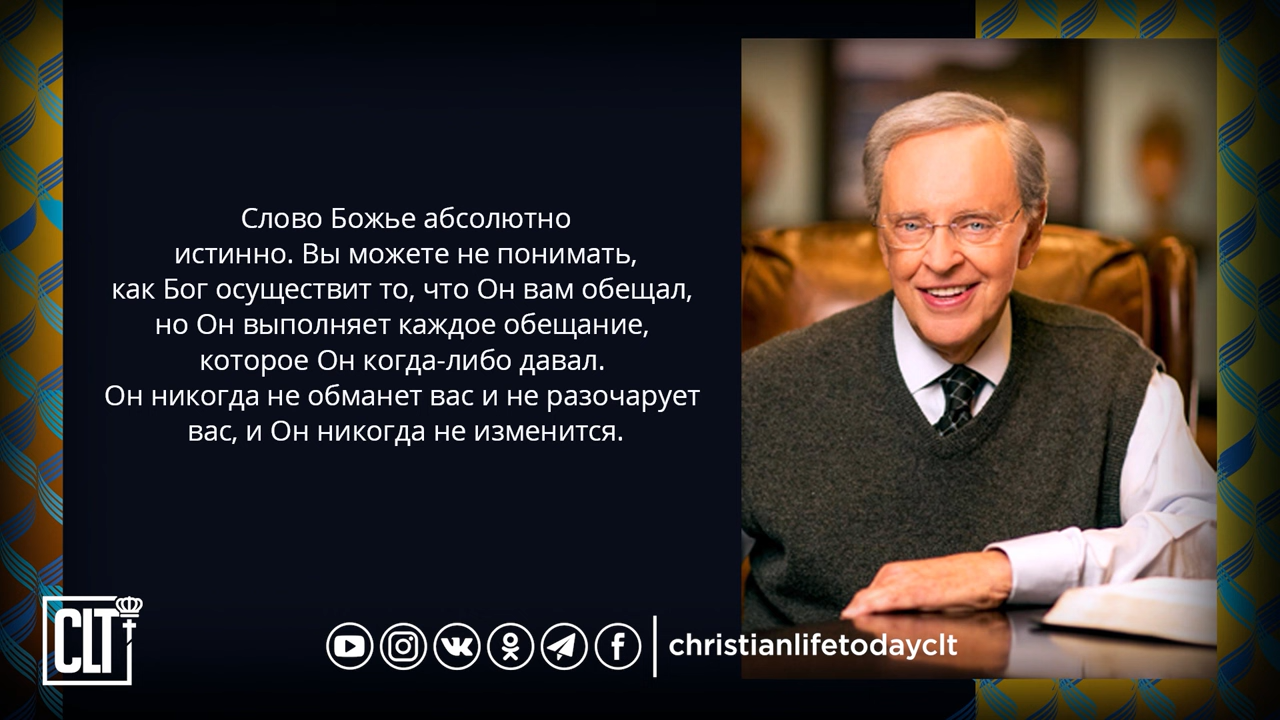 Слово Божье абсолютно
истинно. Вы можете не понимать,
как Бог осуществит то, что Он вам обещал,
но Он выполняет каждое обещание,
которое Он когда-либо давал.
Он никогда не обманет вас и не разочарует
вас, и Он никогда не изменится.
CLT
christianlifetodayclt